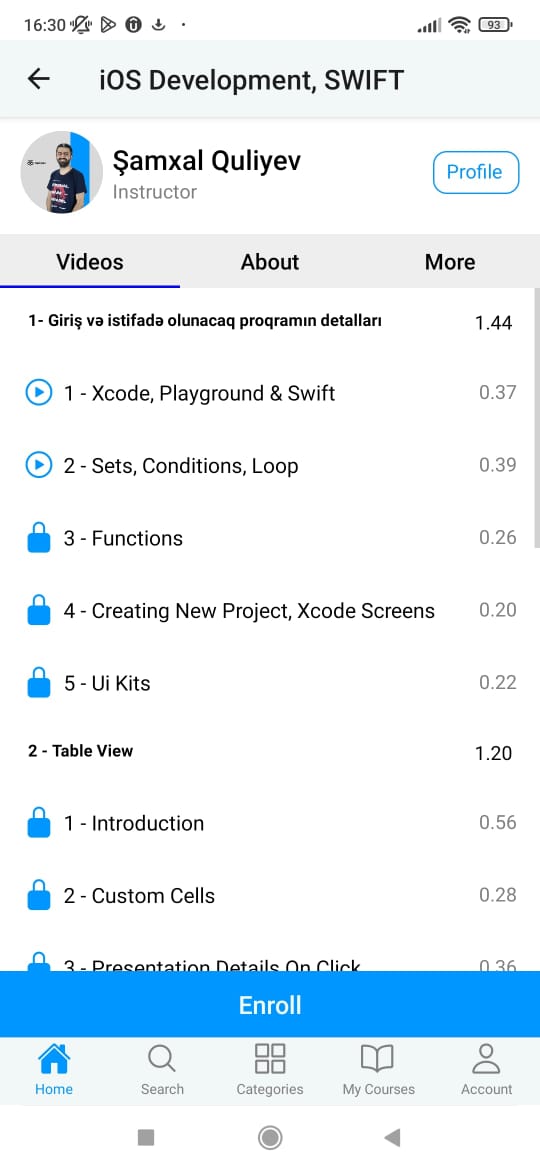 16:30
93
iOS Development, SWIFT
Şamxal Quliyev
Instructor
Profile
Videos About More
1- Giriş və istifadə olunacaq proqramın detalları 1.44
1 - Xcode, Playground & Swift 0.37
2 - Sets, Conditions, Loop 0.39
3 - Functions 0.26
4 - Creating New Project, Xcode Screens 0.20
5 - Ui Kits 0.22
2 - Table View 1.20
1 - Introduction 0.56
2 - Custom Cells 0.28
3 - Presentation Details On Click 0.36
Enroll
Home Search Categories My Courses Account